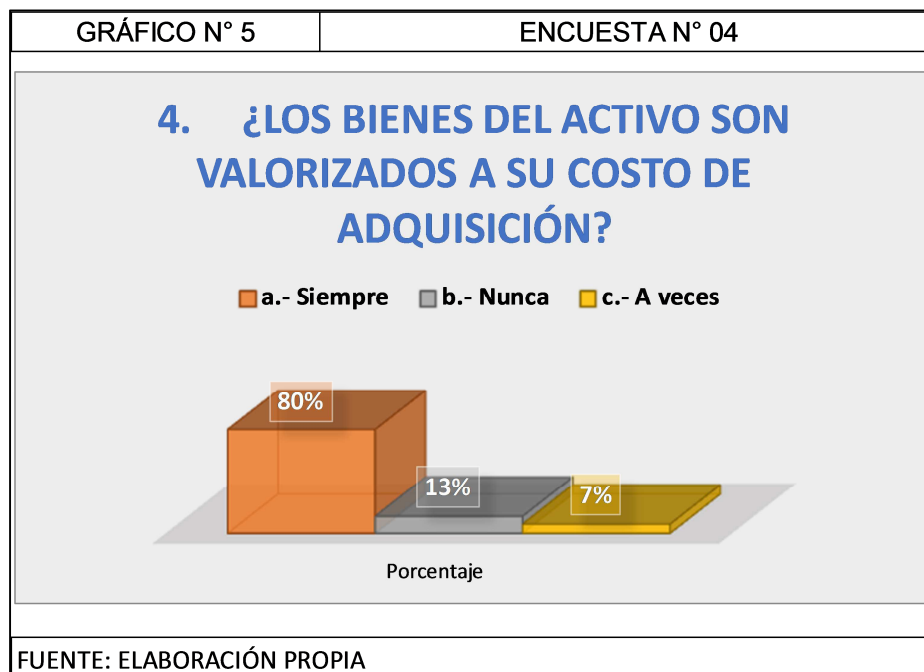 GRÁFICO N° 5
ENCUESTA N° 04
4. ¿LOS BIENES DEL ACTIVO SON
VALORIZADOS A SU COSTO DE
ADQUISICIÓN?
a.- Siempre b.- Nunca c.- A veces
80%
13%
7%
Porcentaje
FUENTE: ELABORACIÓN PROPIA